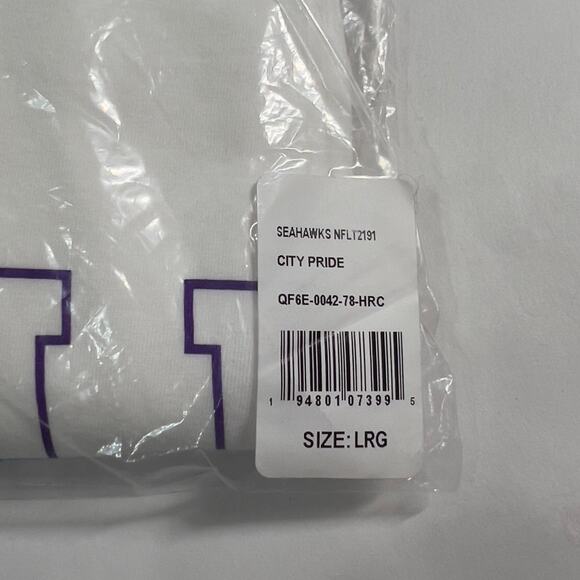 SEAHAWKS NFLT2191
CITY PRIDE
QF6E-0042-78-HRC
1 94801 07399 5
SIZE: LRG